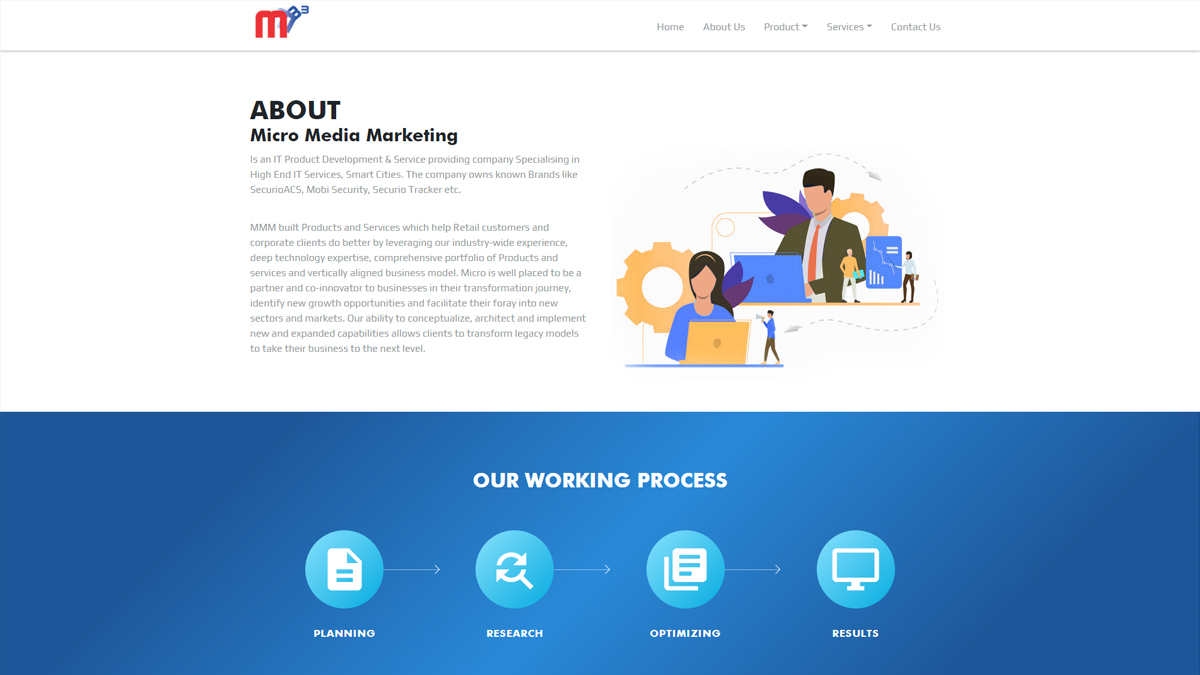 m 3
Home About Us Product Services Contact Us
ABOUT
Micro Media Marketing
Is an IT Product Development & Service providing company Specialising in
High End IT Services, Smart Cities. The company owns known Brands like
SecurioACS, Mobi Security, Securio Tracker etc.
MMM built Products and Services which help Retail customers and
corporate clients do better by leveraging our industry-wide experience,
deep technology expertise, comprehensive portfolio of Products and
services and vertically aligned business model. Micro is well placed to be a
partner and co-innovator to businesses in their transformation journey,
identify new growth opportunities and facilitate their foray into new
sectors and markets. Our ability to conceptualize, architect and implement
new and expanded capabilities allows clients to transform legacy models
to take their business to the next level.
OUR WORKING PROCESS
PLANNING RESEARCH OPTIMIZING RESULTS